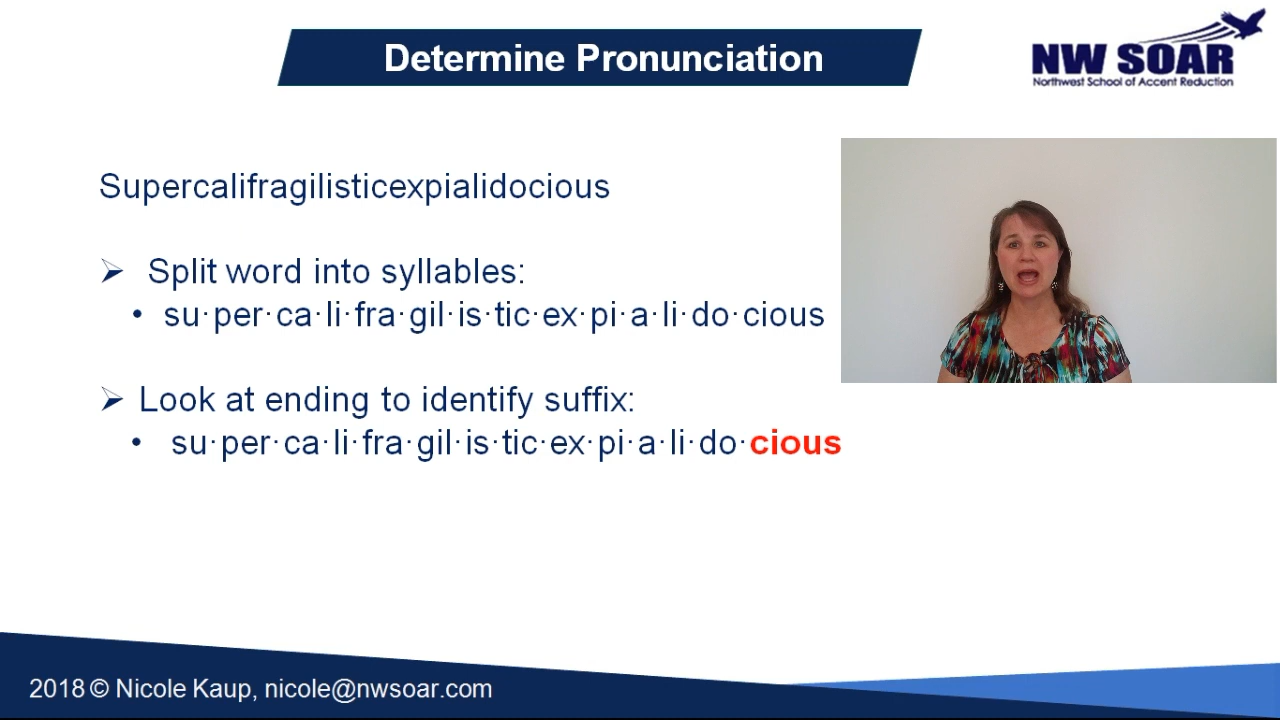 Determine Pronunciation
NW SOAR
Northwest School of Accent Reduction
Supercalifragilisticexpialidocious
➢ Split word into syllables:
• su·per·ca·li·fra·gil·is·tic·ex·pi·a·li·do·cious
➢ Look at ending to identify suffix:
• su·per·ca·li·fra·gil·is·tic·ex·pi·a·li·do·cious
2018 © Nicole Kaup, nicole@nwsoar.com